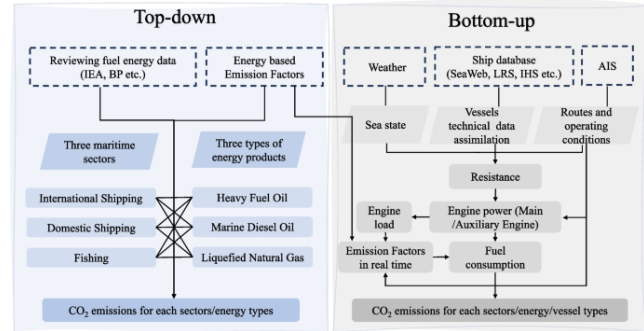 Top-down
Reviewing fuel energy data
(IEA, BP etc.)
Energy based
Emission Factors
Three maritime
sectors
Three types of
energy products
International Shipping
Heavy Fuel Oil
Domestic Shipping
Marine Diesel Oil
Fishing
Liquefied Natural Gas
CO₂ emissions for each sectors/energy types
Bottom-up
Weather
Ship database
(SeaWeb, LRS, IHS etc.)
AIS
Sea state
Vessels
technical data
assimilation
Routes and
operating
conditions
Resistance
Engine
load
Engine power (Main
/Auxiliary Engine)
Emission Factors
in real time
Fuel
consumption
CO₂ emissions for each sectors/energy/vessel types